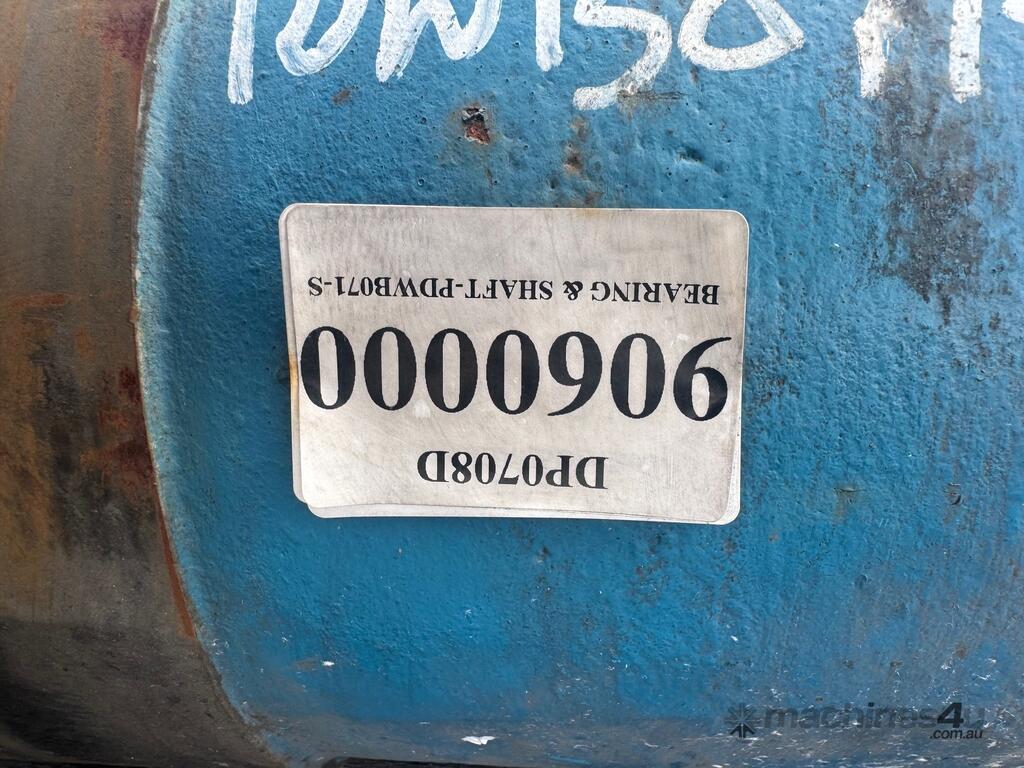 DP0708D
9060000
BEARING & SHAFT-PDWB071-S
machines4u
.com.au